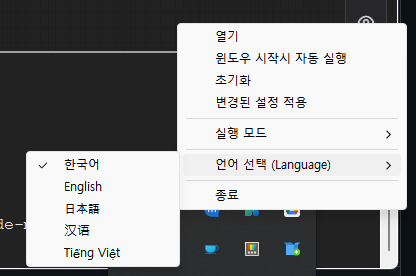 열기
윈도우 시작시 자동 실행
초기화
변경된 설정 적용
실행 모드
언어 선택 (Language)
종료
한국어
English
日本語
汉语
Tiếng Việt